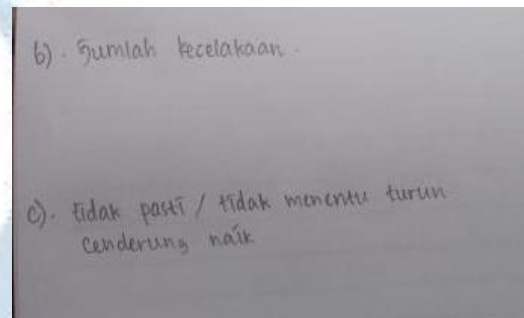 b). Jumlah kecelakaan.
c). tidak pasti / tidak menentu turun
cenderung naik